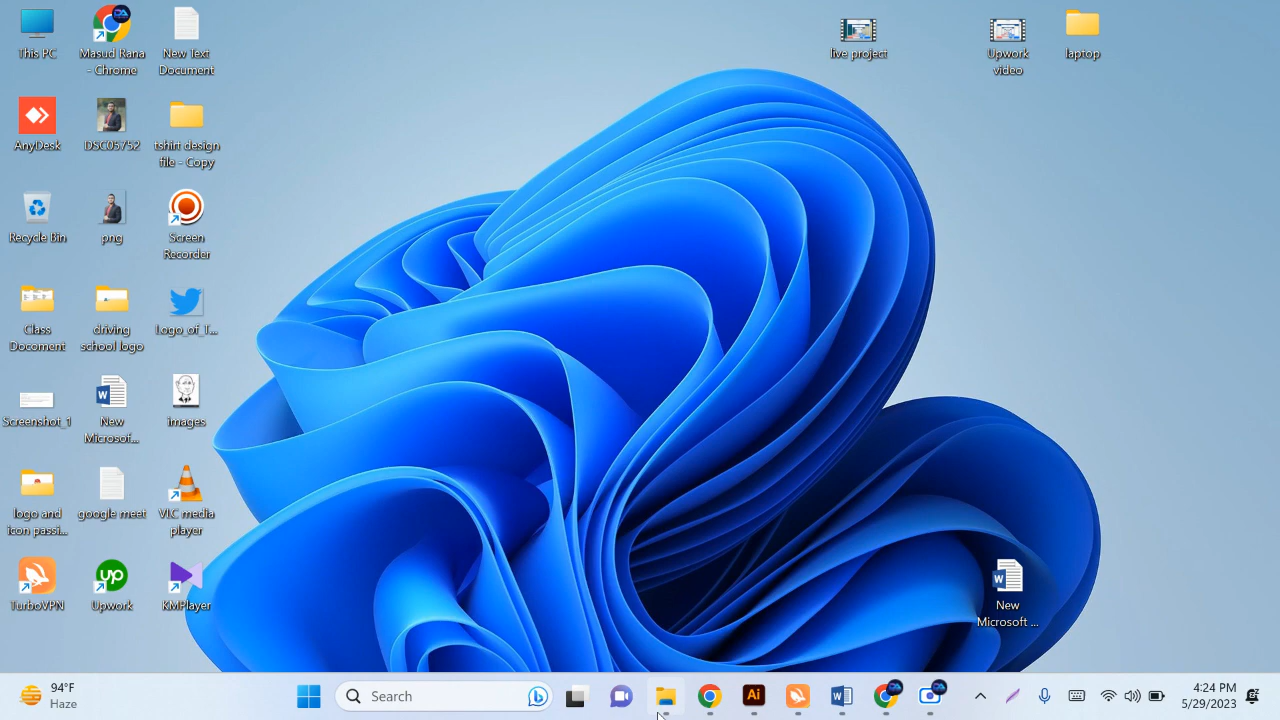 This PC
Masud Rana
- Chrome
New Text
Document
live project
Upwork
video
laptop
AnyDesk
DSC05752
tshirt design
file - Copy
Recycle Bin
png
Screen
Recorder
Class
Docoment
driving
school logo
Logo_of_T...
Screenshot_1
New
Microsof...
images
logo and
icon passi...
google meet
VLC media
player
TurboVPN
Upwork
KMPlayer
New
Microsoft ...
94°F
Haze
Search
4:24 PM
5/29/2023